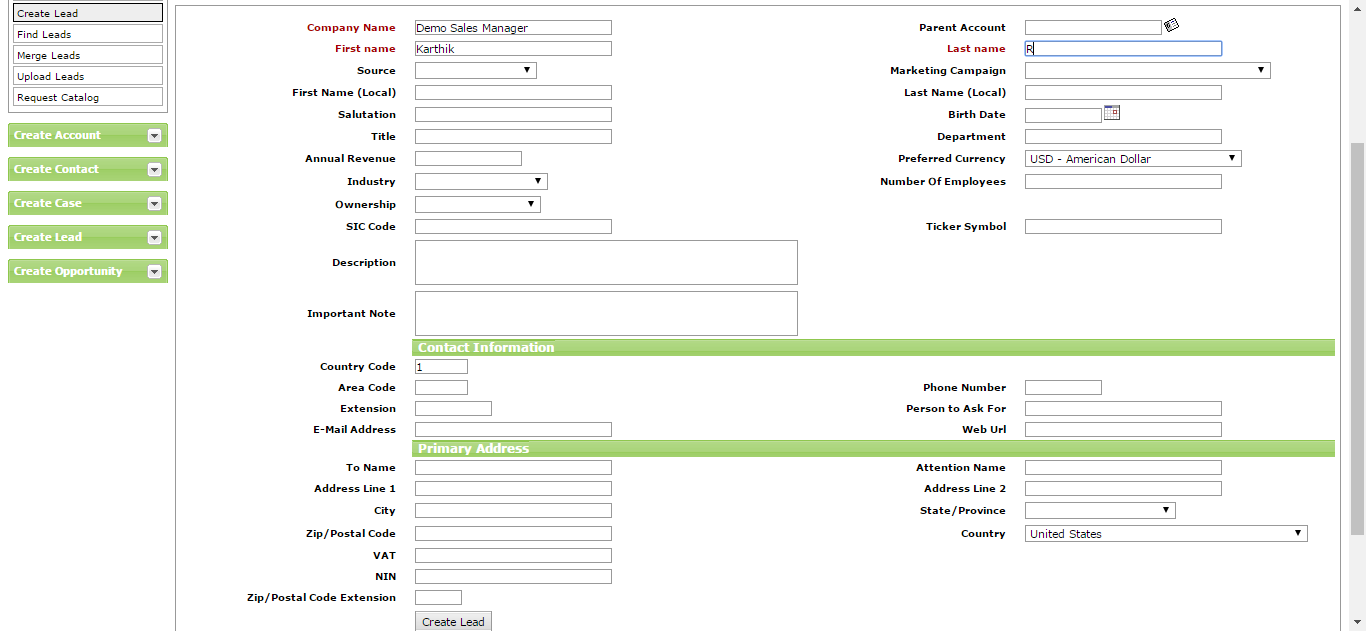 Create Lead
Find Leads
Merge Leads
Upload Leads
Request Catalog
Create Account
Create Contact
Create Case
Create Lead
Create Opportunity
Company Name Demo Sales Manager Parent Account
First name Karthik Last name R
Source Marketing Campaign
First Name (Local) Last Name (Local)
Salutation Birth Date
Title Department
Annual Revenue Preferred Currency USD - American Dollar
Industry Number Of Employees
Ownership
SIC Code Ticker Symbol
Description
Important Note
Contact Information
Country Code 1
Area Code Phone Number
Extension Person to Ask For
E-Mail Address Web Url
Primary Address
To Name Attention Name
Address Line 1 Address Line 2
City State/Province
Zip/Postal Code Country United States
VAT
NIN
Zip/Postal Code Extension
Create Lead